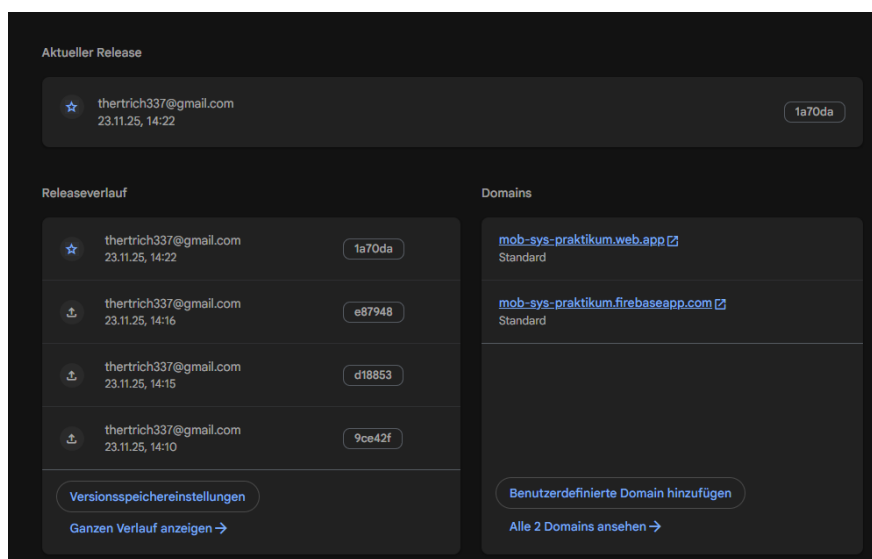 Aktueller Release
thertrich337@gmail.com
23.11.25, 14:22
1a70da
Releaseverlauf
thertrich337@gmail.com
23.11.25, 14:22
1a70da
thertrich337@gmail.com
23.11.25, 14:16
e87948
thertrich337@gmail.com
23.11.25, 14:15
d18853
thertrich337@gmail.com
23.11.25, 14:10
9ce42f
Versionsspeichereinstellungen
Ganzen Verlauf anzeigen
Domains
mob-sys-praktikum.web.app
Standard
mob-sys-praktikum.firebaseapp.com
Standard
Benutzerdefinierte Domain hinzufügen
Alle 2 Domains ansehen